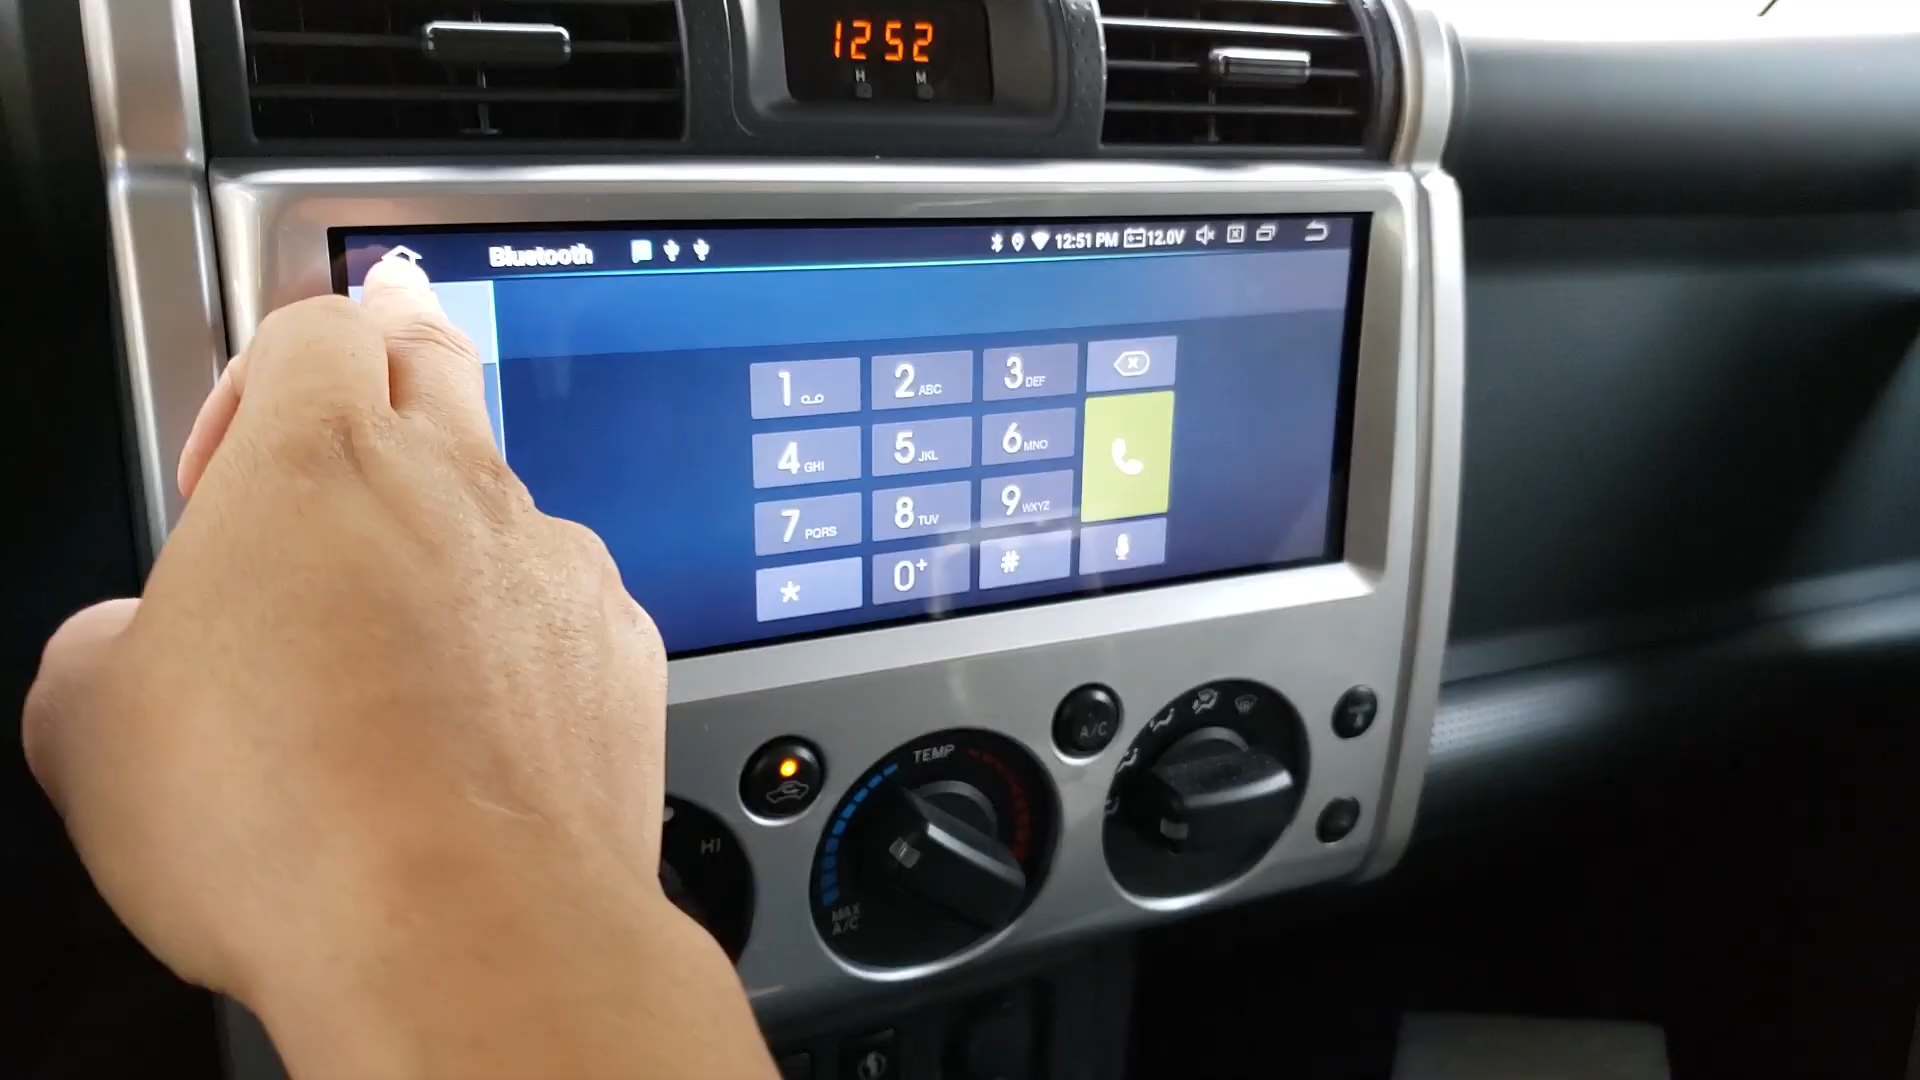 1252
H M
Bluetooth 12:51 PM 12.0V
1 2 ABC 3 DEF
4 GHI 5 JKL 6 MNO
7 PQRS 8 TUV 9 WXYZ
* 0+ #
A/C
TEMP
HI
MAX
A/C